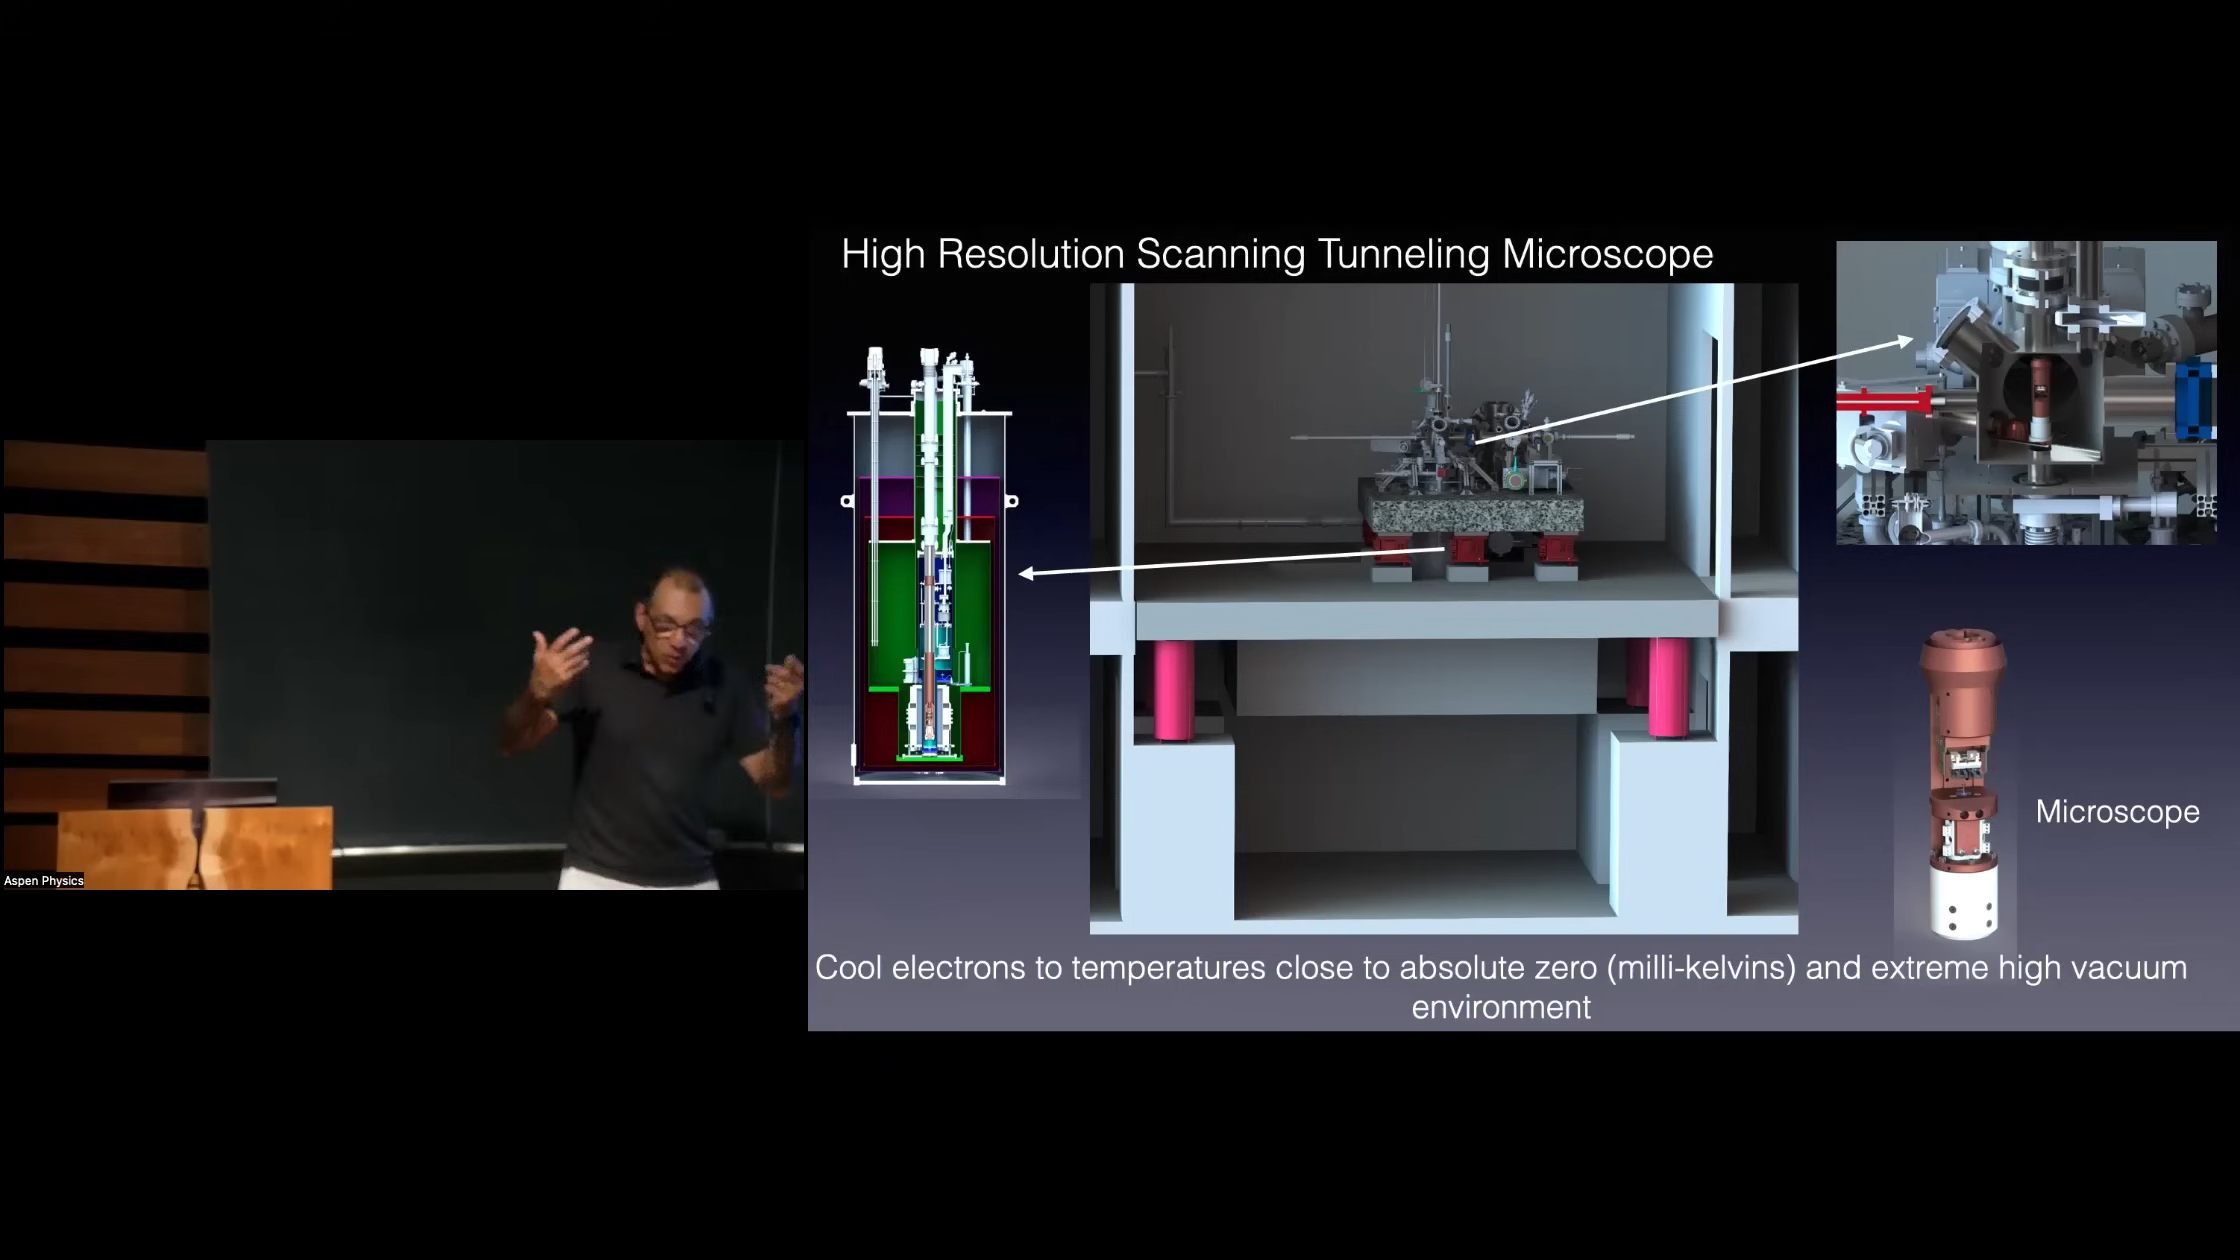 High Resolution Scanning Tunneling Microscope
Microscope
Cool electrons to temperatures close to absolute zero (milli-kelvins) and extreme high vacuum
environment
Aspen Physics